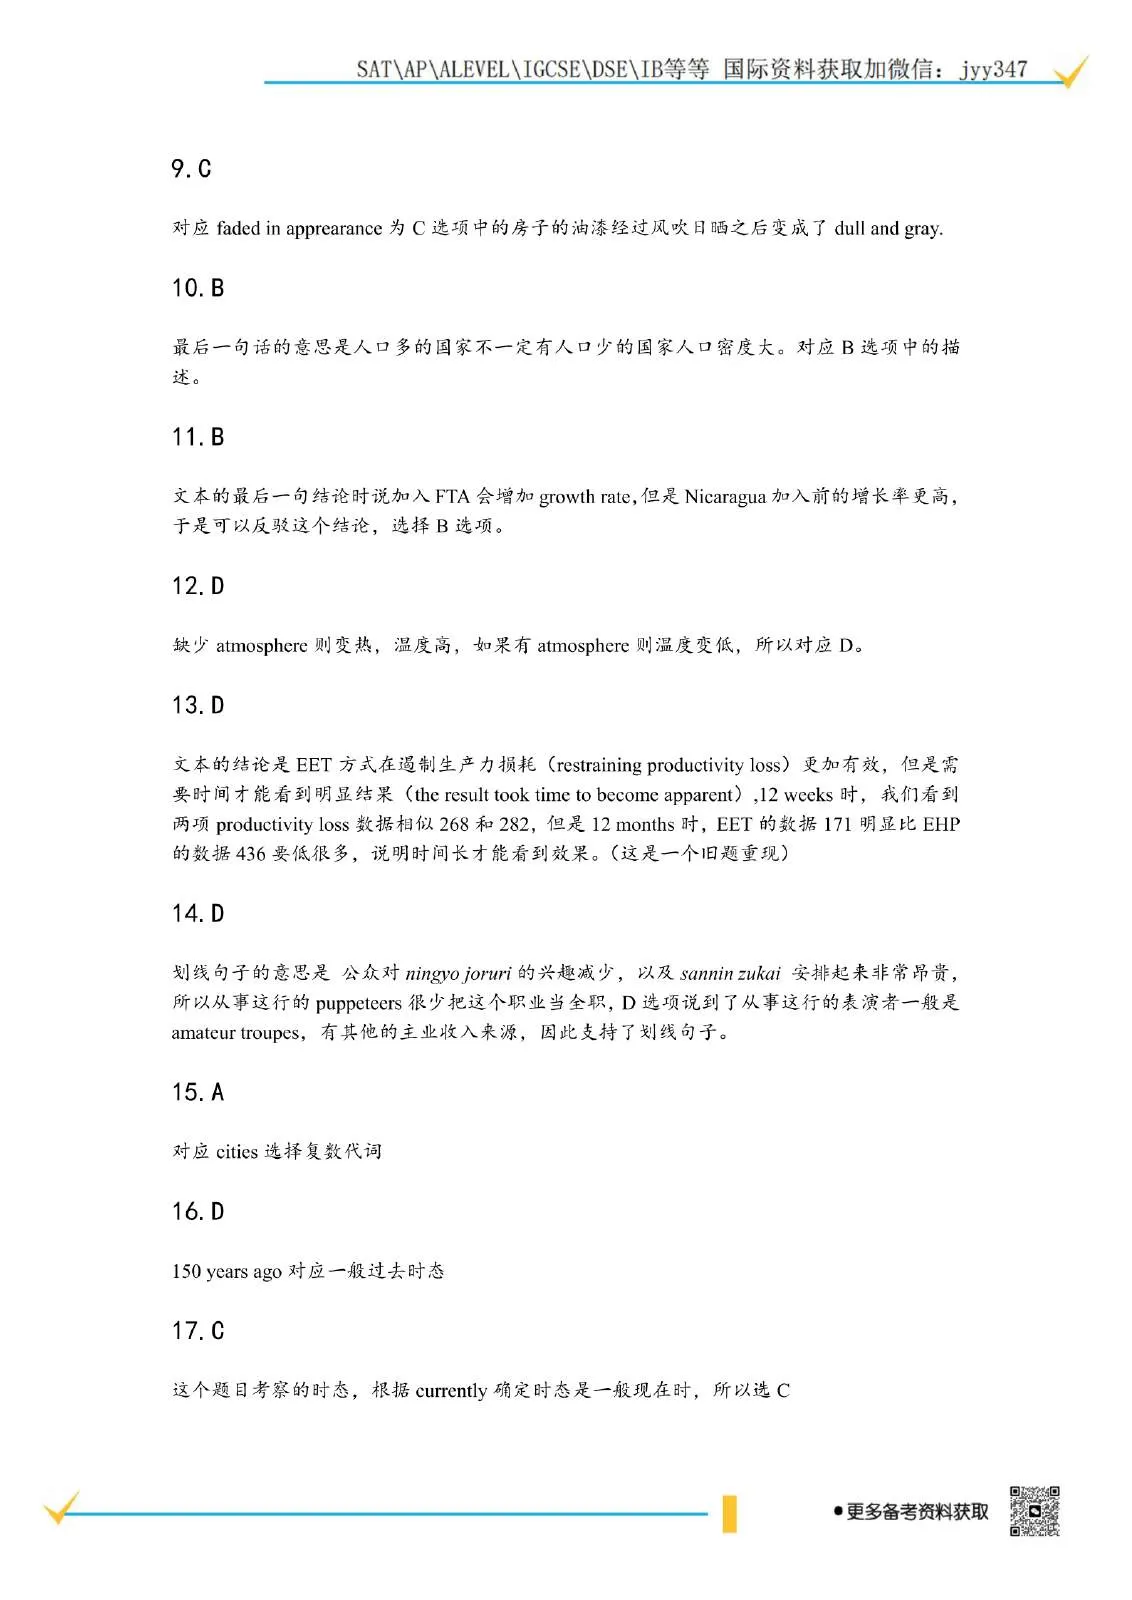 SAT\AP\ALEVEL\IGCSE\DSE\IB等等 国际资料获取加微信：jyy347
9. C
对应 faded in apprearance 为 C 选项中的房子的油漆经过风吹日晒之后变成了 dull and gray.
10. B
最后一句话的意思是人口多的国家不一定有人口少的国家人口密度大。对应 B 选项中的描
述。
11. B
文本的最后一句结论时说加入 FTA 会增加 growth rate,但是 Nicaragua 加入前的增长率更高，
于是可以反驳这个结论，选择 B 选项。
12. D
缺少 atmosphere 则变热，温度高，如果有 atmosphere 则温度变低，所以对应 D。
13. D
文本的结论是 EET 方式在遏制生产力损耗（restraining productivity loss）更加有效，但是需
要时间才能看到明显结果（the result took time to become apparent）,12 weeks 时，我们看到
两项 productivity loss 数据相似 268 和 282，但是 12 months 时，EET 的数据 171 明显比 EHP
的数据 436 要低很多，说明时间长才能看到效果。（这是一个旧题重现）
14. D
划线句子的意思是 公众对 ningyo joruri 的兴趣减少，以及 sannin zukai 安排起来非常昂贵，
所以从事这行的 puppeteers 很少把这个职业当全职，D 选项说到了从事这行的表演者一般是
amateur troupes，有其他的主业收入来源，因此支持了划线句子。
15. A
对应 cities 选择复数代词
16. D
150 years ago 对应一般过去时态
17. C
这个题目考察的时态，根据 currently 确定时态是一般现在时，所以选 C
•更多备考资料获取